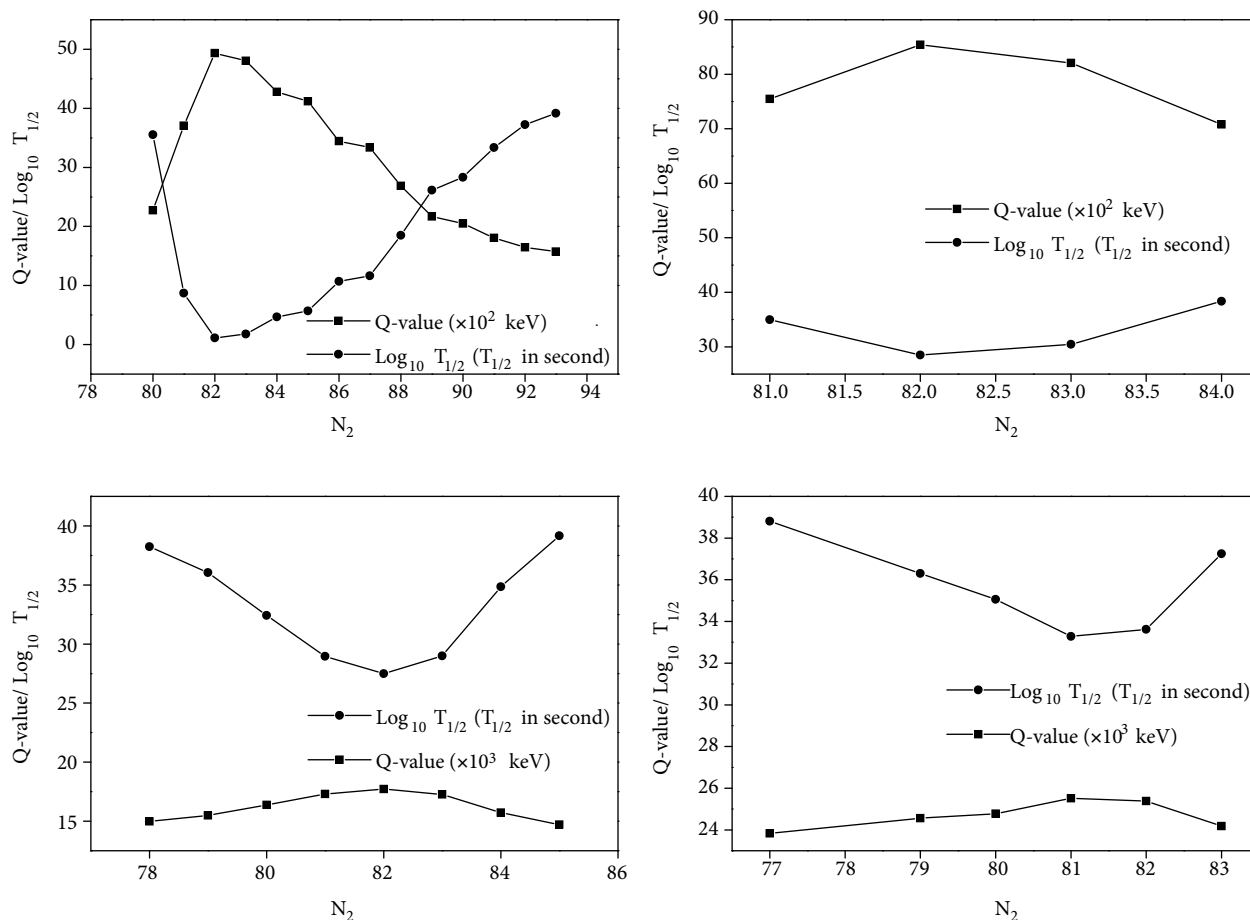 50
40
30
20
10
0
Q-value/ Log10 T1/2
Q-value (×10² keV)
Log10 T1/2 (T1/2 in second)
78 80 82 84 86 88 90 92 94
N2
90
80
70
60
50
40
30
Q-value/ Log10 T1/2
Q-value (×10² keV)
Log10 T1/2 (T1/2 in second)
81.0 81.5 82.0 82.5 83.0 83.5 84.0
N2
40
35
30
25
20
15
Q-value/ Log10 T1/2
Log10 T1/2 (T1/2 in second)
Q-value (×10³ keV)
78 80 82 84 86
N2
40
38
36
34
32
30
28
26
24
Q-value/ Log10 T1/2
Log10 T1/2 (T1/2 in second)
Q-value (×10³ keV)
77 78 79 80 81 82 83
N2